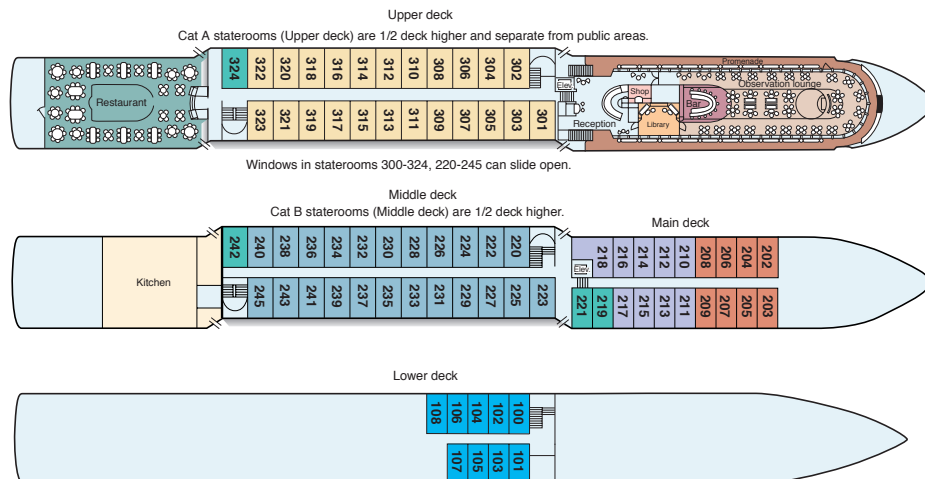 Upper deck
Cat A staterooms (Upper deck) are 1/2 deck higher and separate from public areas.
324 322 320 318 316 314 312 310 308 306 304 302
Promenade
Elev.
Observation lounge
Shop
Restaurant
Bar
Reception
Library
323 321 319 317 315 313 311 309 307 305 303 301
Windows in staterooms 300-324, 220-245 can slide open.
Middle deck
Cat B staterooms (Middle deck) are 1/2 deck higher.
Main deck
242 240 238 236 234 232 230 228 226 224 222 220
218 216 214 212 210 208 206 204 202
Elev.
Kitchen
245 243 241 239 237 235 233 231 229 227 225 223
221 219 217 215 213 211 209 207 205 203
Lower deck
108 106 104 102 100
107 105 103 101